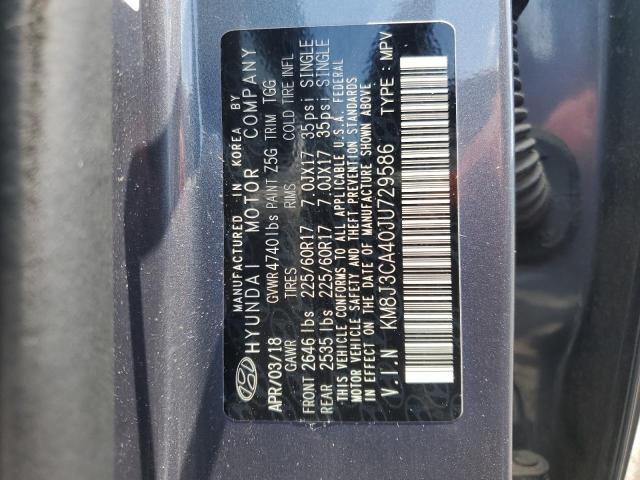 MANUFACTURED IN KOREA BY
HYUNDAI MOTOR COMPANY
APR/03/18 GVWR4740lbs PAINT Z5G TRIM TGG
GAWR TIRES RIMS COLD TIRE INFL
FRONT 2646lbs 225/60R17 7.0JX17 35psi SINGLE
REAR 2535lbs 225/60R17 7.0JX17 35psi SINGLE
THIS VEHICLE CONFORMS TO ALL APPLICABLE U.S.A. FEDERAL
MOTOR VEHICLE SAFETY AND THEFT PREVENTION STANDARDS
IN EFFECT ON THE DATE OF MANUFACTURE SHOWN ABOVE
V.I.N KM8J3CA40JU729586 TYPE : MPV